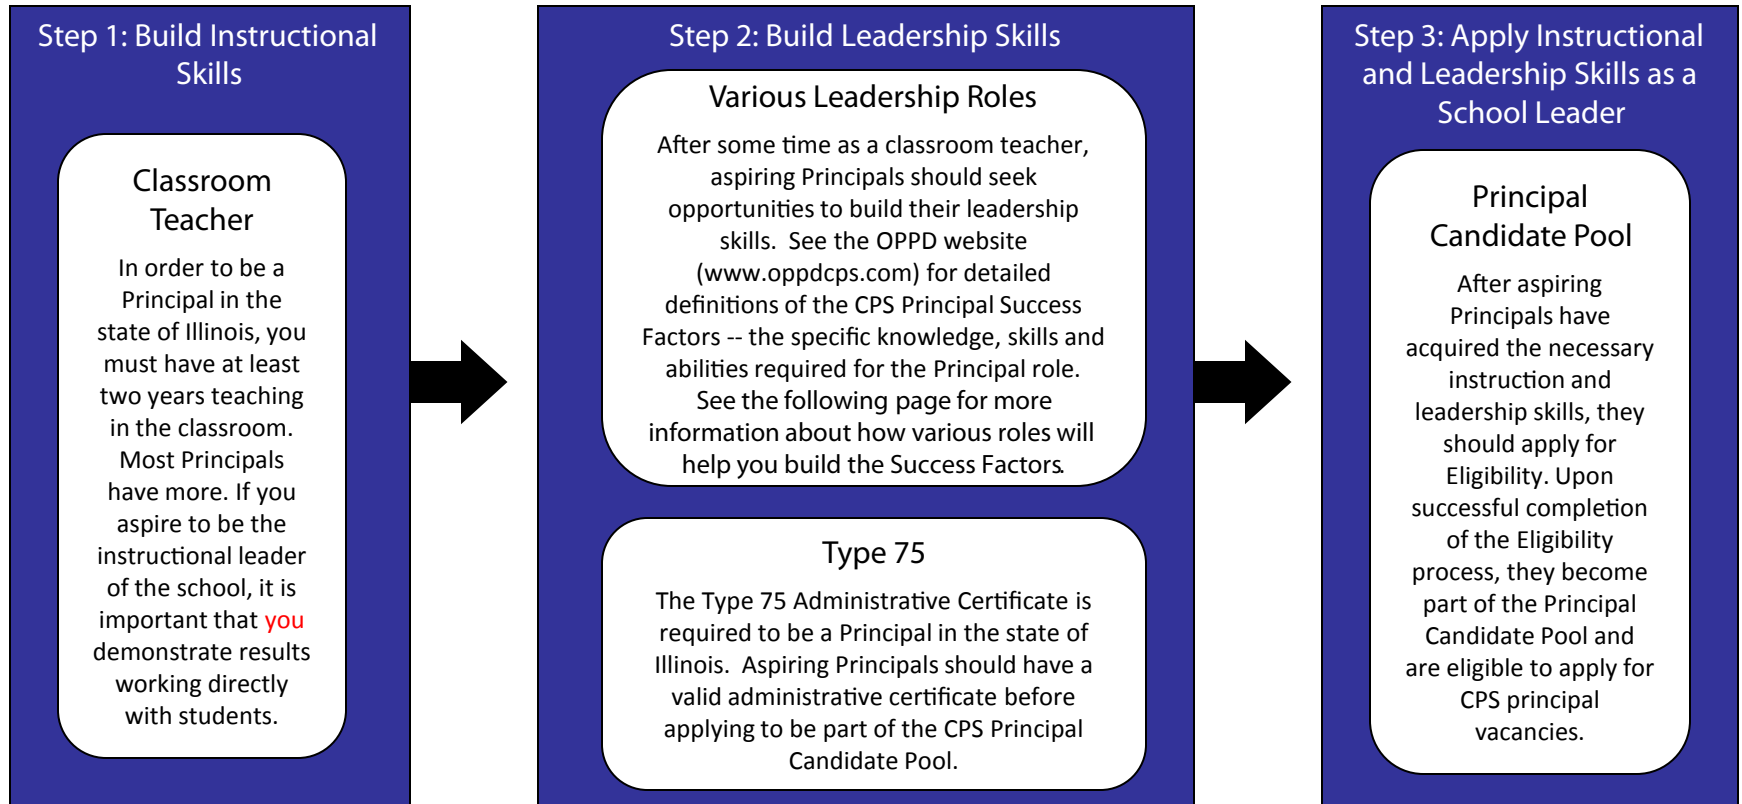 Step 1: Build Instructional
Skills
Classroom
Teacher
In order to be a
Principal in the
state of Illinois, you
must have at least
two years teaching
in the classroom.
Most Principals
have more. If you
aspire to be the
instructional leader
of the school, it is
important that you
demonstrate results
working directly
with students.
Step 2: Build Leadership Skills
Various Leadership Roles
After some time as a classroom teacher,
aspiring Principals should seek
opportunities to build their leadership
skills.  See the OPPD website
(www.oppdcps.com) for detailed
definitions of the CPS Principal Success
Factors -- the specific knowledge, skills and
abilities required for the Principal role.
See the following page for more
information about how various roles will
help you build the Success Factors.
Type 75
The Type 75 Administrative Certificate is
required to be a Principal in the state of
Illinois.  Aspiring Principals should have a
valid administrative certificate before
applying to be part of the CPS Principal
Candidate Pool.
Step 3: Apply Instructional
and Leadership Skills as a
School Leader
Principal
Candidate Pool
After aspiring
Principals have
acquired the necessary
instruction and
leadership skills, they
should apply for
Eligibility. Upon
successful completion
of the Eligibility
process, they become
part of the Principal
Candidate Pool and
are eligible to apply for
CPS principal
vacancies.